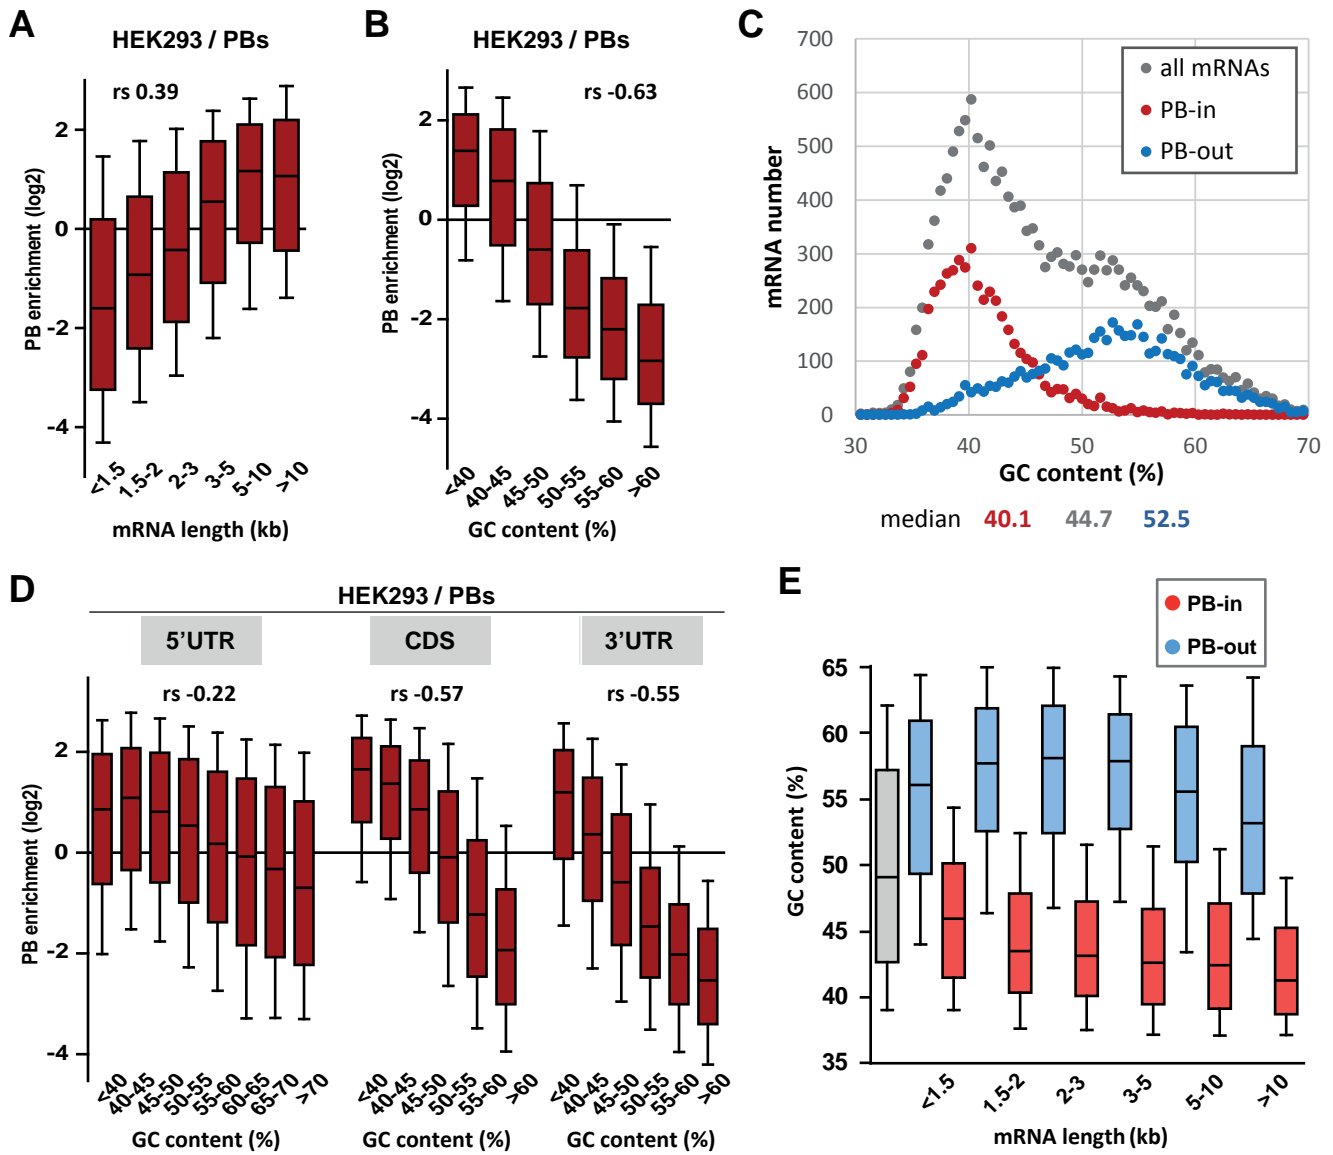 A
HEK293 / PBs
rs 0.39
PB enrichment (log2)
2
0
-2
-4
<1.5
1.5-2
2-3
3-5
5-10
>10
mRNA length (kb)
B
HEK293 / PBs
rs -0.63
PB enrichment (log2)
2
0
-2
-4
<40
40-45
45-50
50-55
55-60
>60
GC content (%)
C
all mRNAs
PB-in
PB-out
mRNA number
700
600
500
400
300
200
100
0
30
40
50
60
70
GC content (%)
median 40.1 44.7 52.5
D
HEK293 / PBs
5’UTR
CDS
3’UTR
rs -0.22
rs -0.57
rs -0.55
PB enrichment (log2)
2
0
-2
-4
<40
40-45
45-50
50-55
55-60
60-65
65-70
>70
GC content (%)
<40
40-45
45-50
50-55
55-60
>60
GC content (%)
<40
40-45
45-50
50-55
55-60
>60
GC content (%)
E
PB-in
PB-out
GC content (%)
65
60
55
50
45
40
35
<1.5
1.5-2
2-3
3-5
5-10
>10
mRNA length (kb)